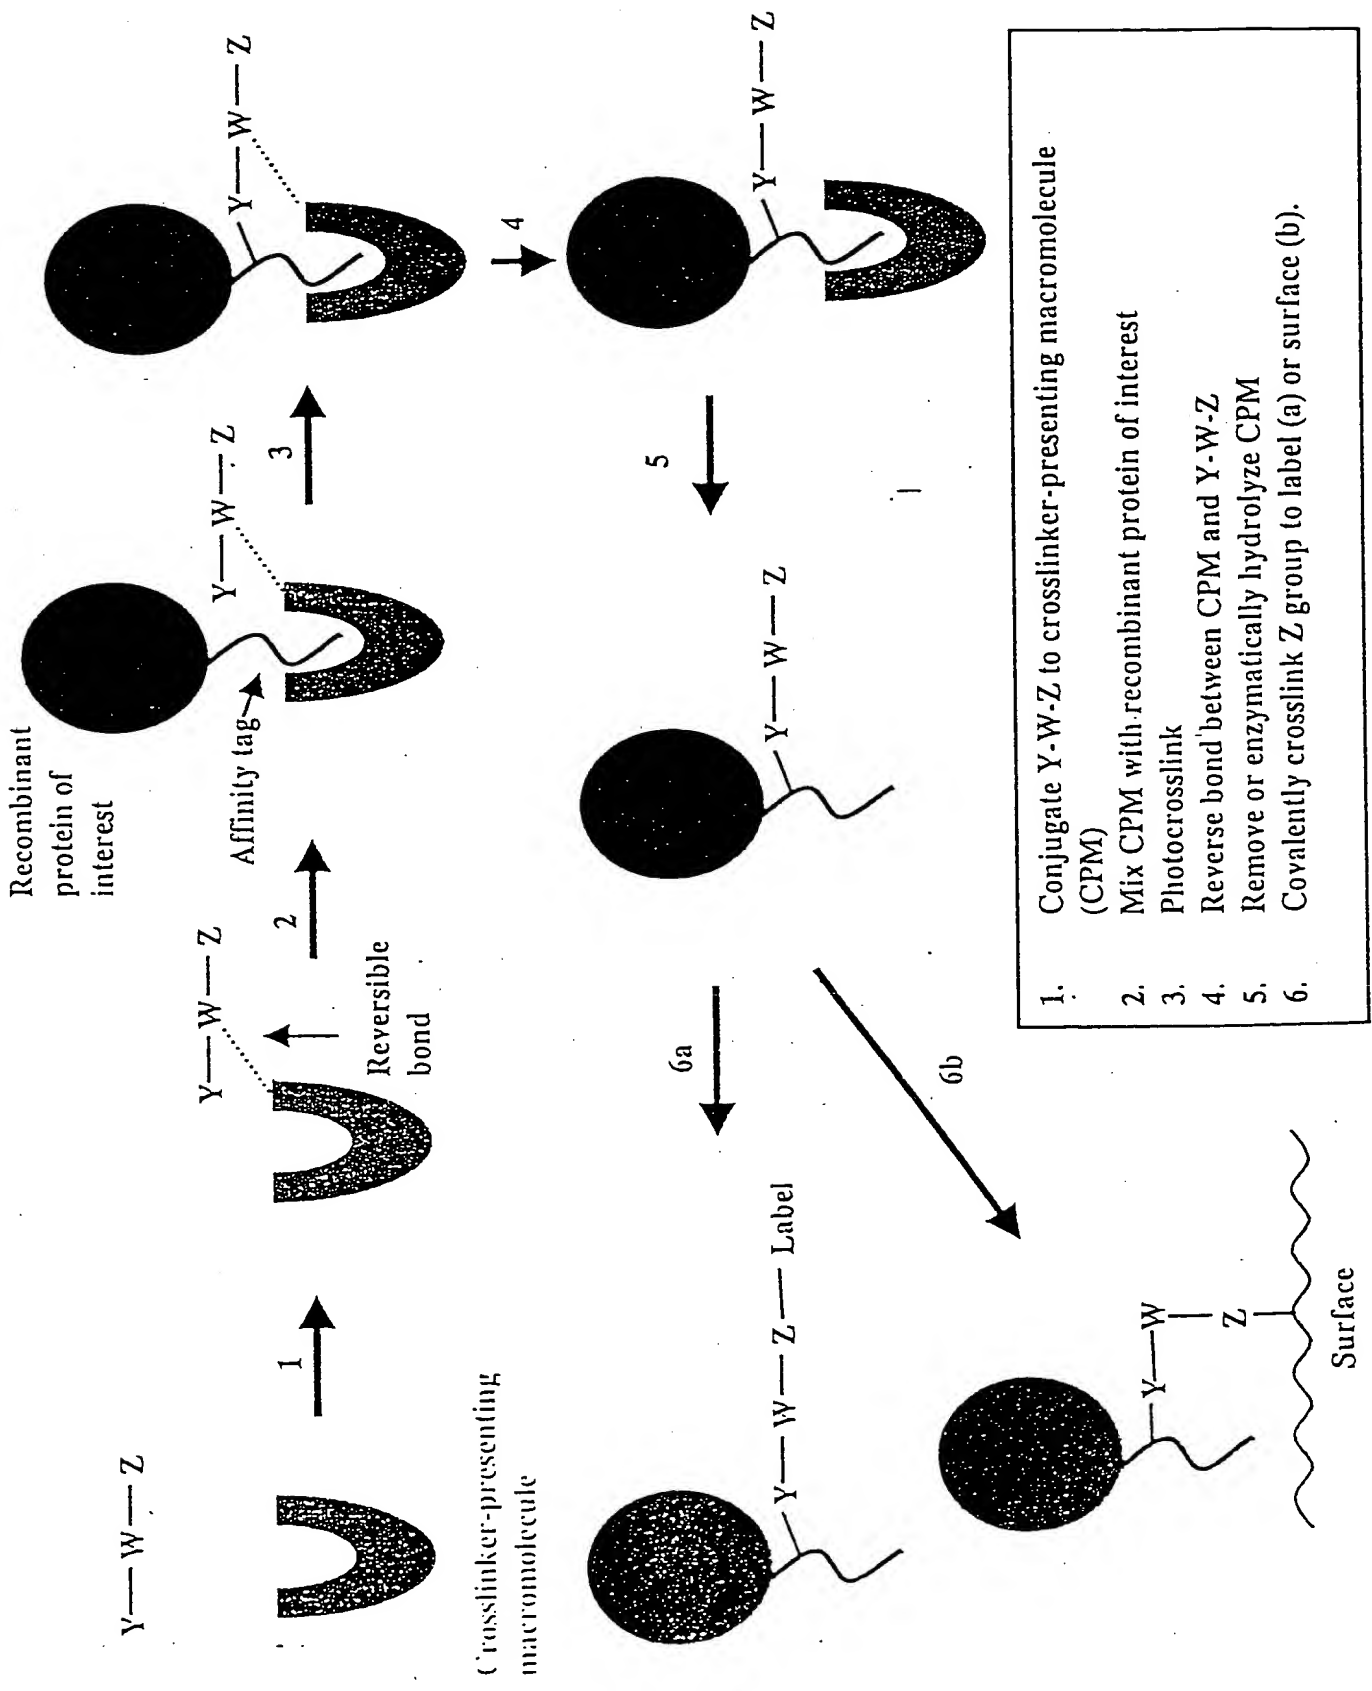 Y—W—Z
Crosslinker-presenting
macromolecule
1
Y—W—Z
Reversible
bond
2
Recombinant
protein of
interest
Affinity tag
Y—W—Z
3
Y—W—Z
4
Y—W—Z
5
Y—W—Z
6a
Y—W—Z—Label
6b
Y—W
Z
Surface
1. Conjugate Y-W-Z to crosslinker-presenting macromolecule
(CPM)
2. Mix CPM with recombinant protein of interest
3. Photocrosslink
4. Reverse bond between CPM and Y-W-Z
5. Remove or enzymatically hydrolyze CPM
6. Covalently crosslink Z group to label (a) or surface (b).